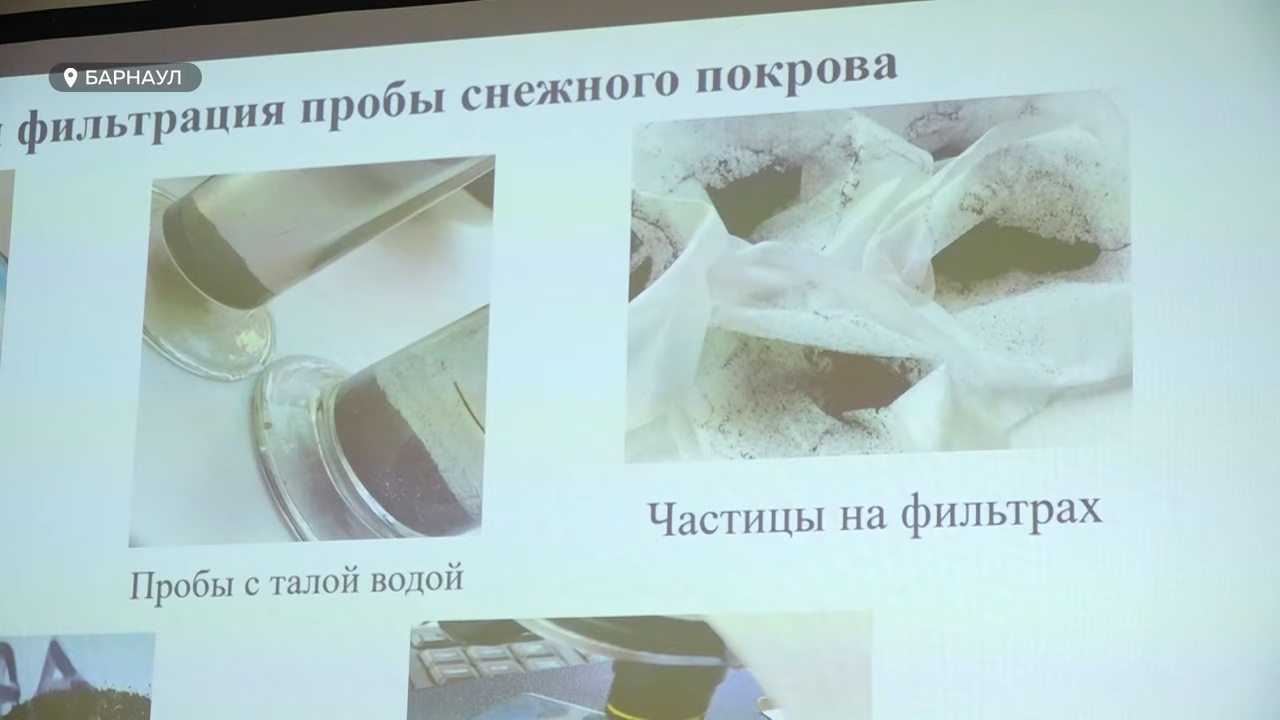 БАРНАУЛ
фильтрация пробы снежного покрова
Частицы на фильтрах
Пробы с талой водой